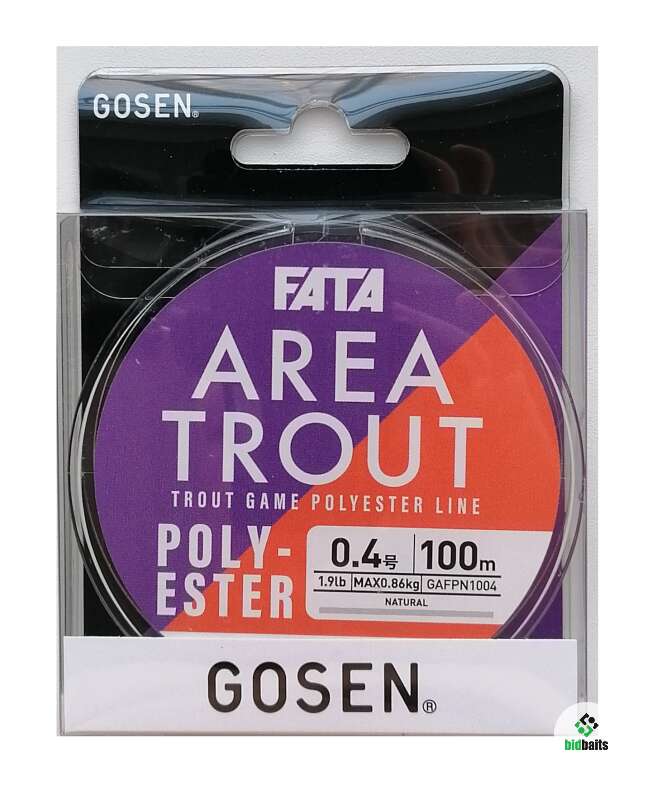 GOSEN®
FATA
AREA
TROUT
TROUT GAME POLYESTER LINE
POLY-
ESTER
0.4号 100m
1.9lb MAX0.86kg GAFPN1004
NATURAL
GOSEN®
bidbaits